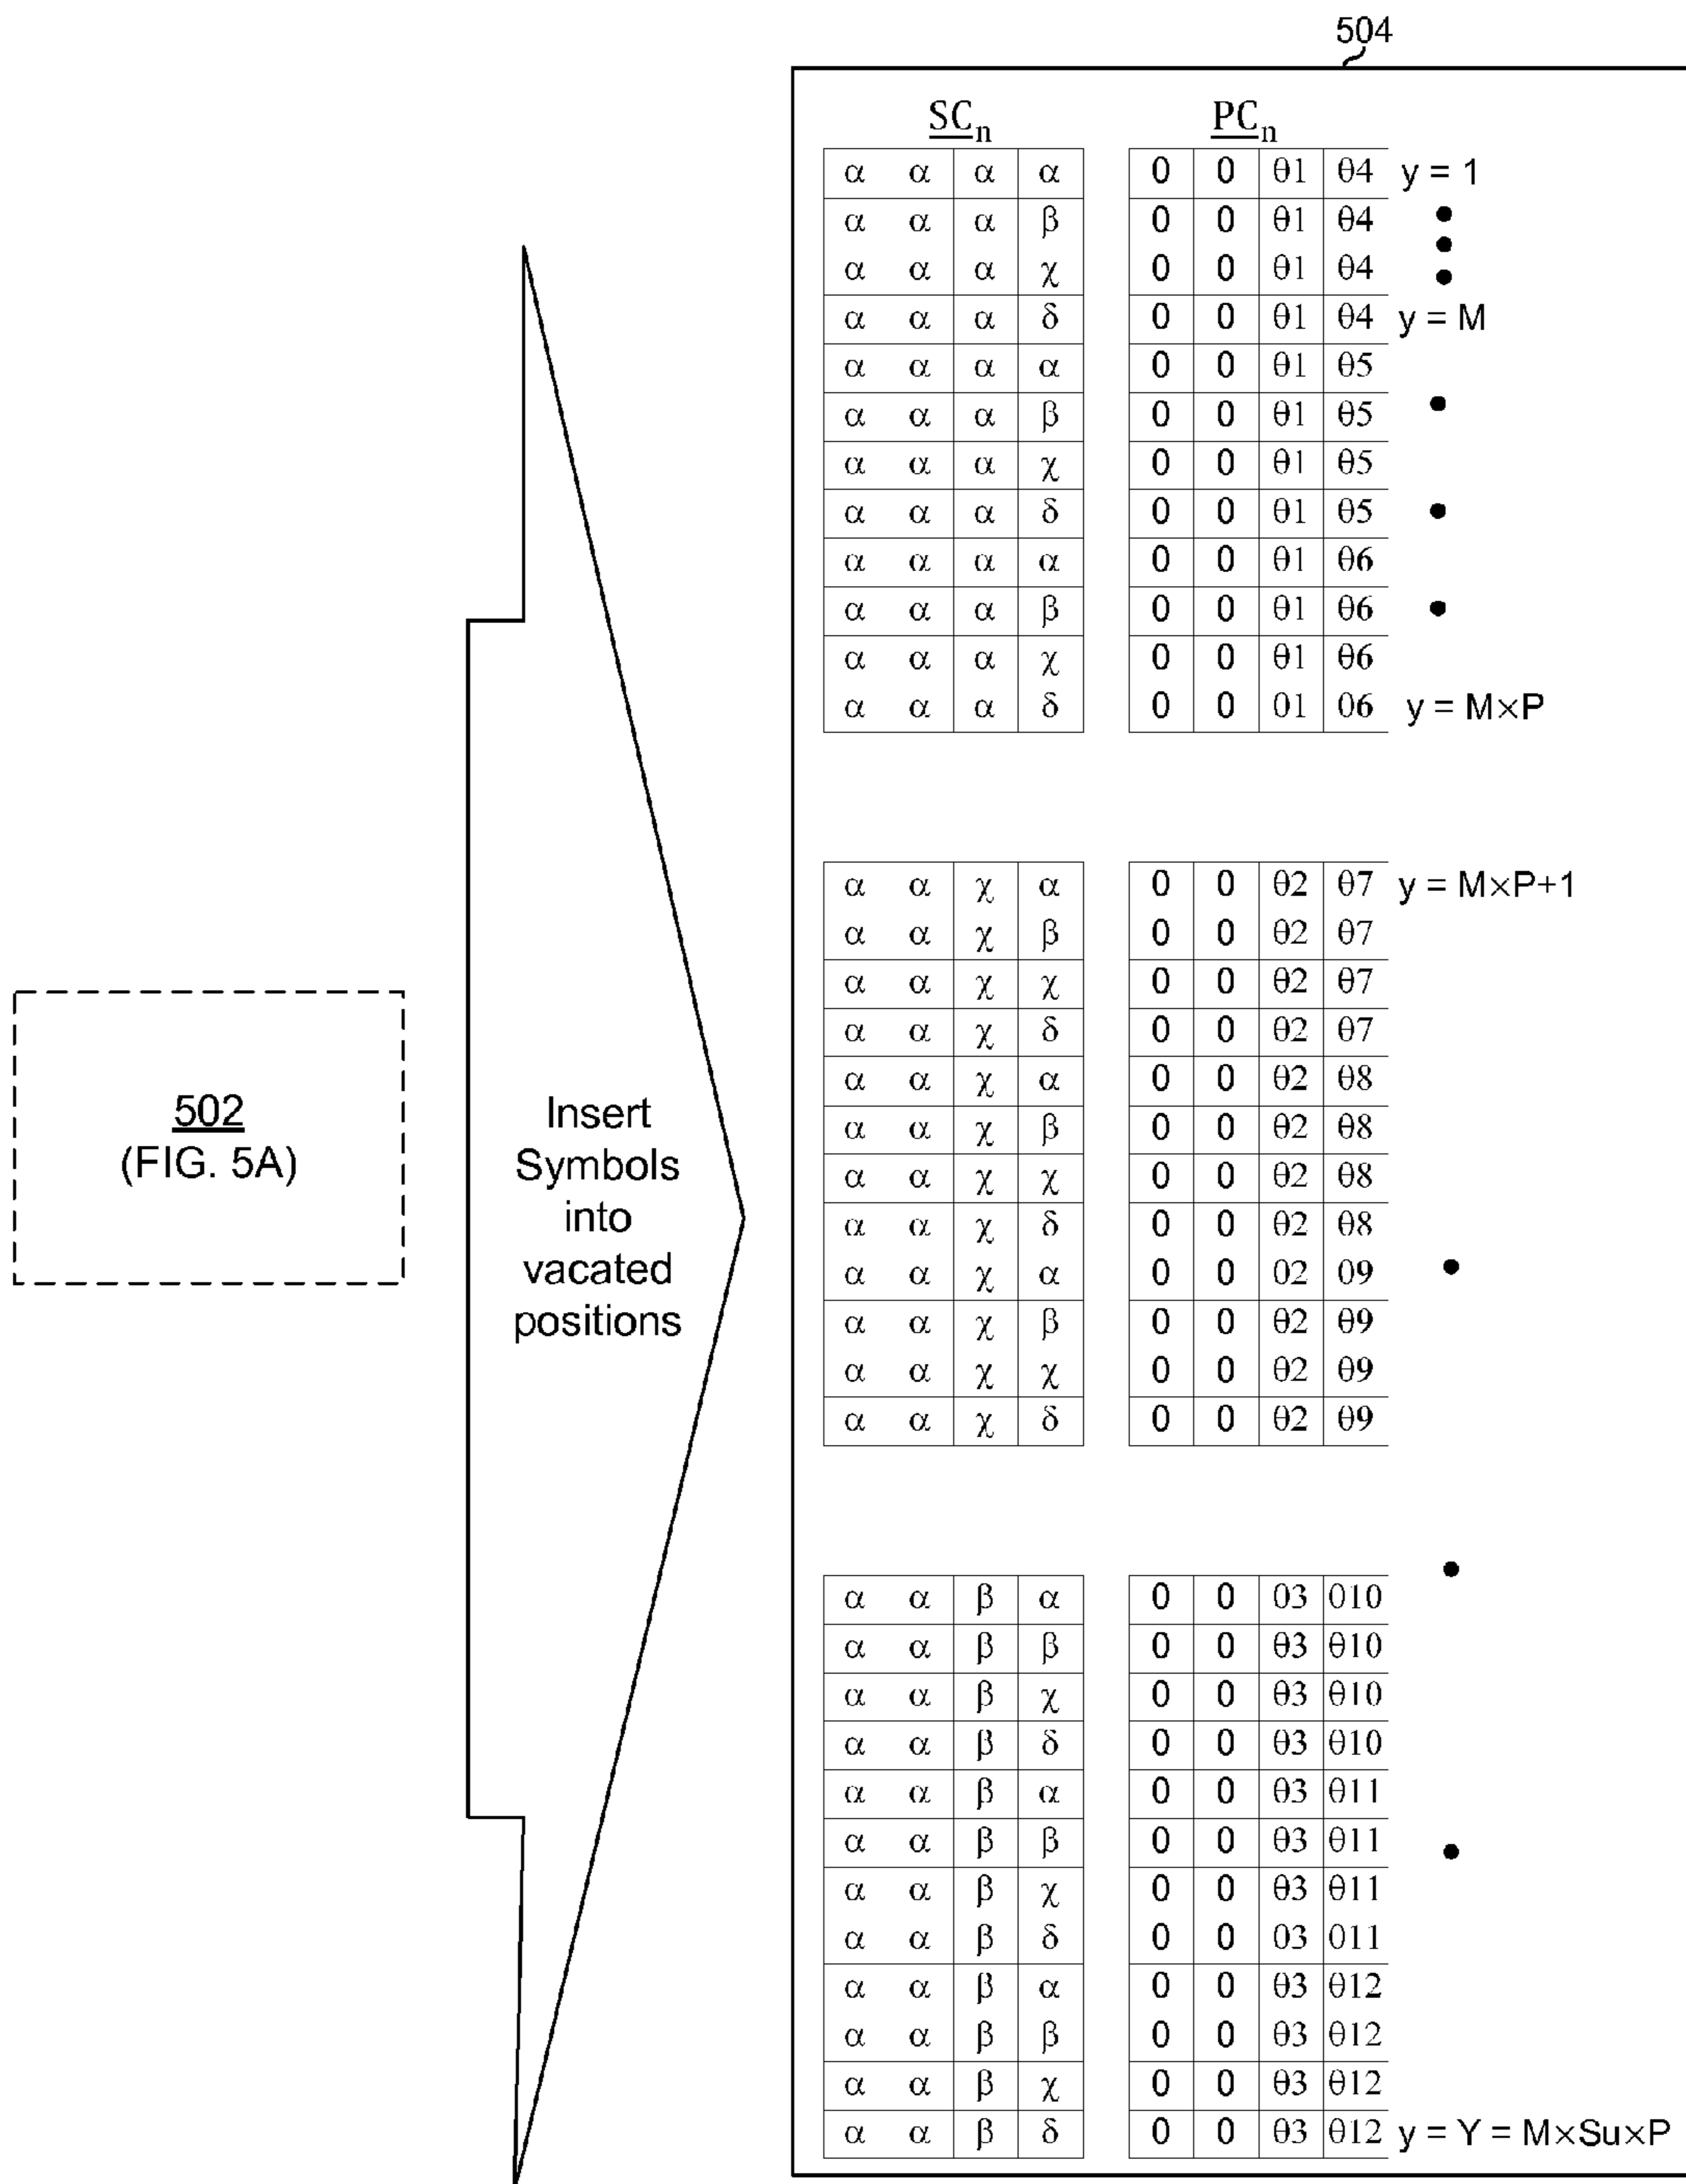 504
SCₙ PCₙ
α α α α 0 0 θ1 θ4 y = 1
α α α β 0 0 θ1 θ4
α α α χ 0 0 θ1 θ4
α α α δ 0 0 θ1 θ4 y = M
α α α α 0 0 θ1 θ5
α α α β 0 0 θ1 θ5
α α α χ 0 0 θ1 θ5
α α α δ 0 0 θ1 θ5
α α α α 0 0 θ1 θ6
α α α β 0 0 θ1 θ6
α α α χ 0 0 θ1 θ6
α α α δ 0 0 θ1 θ6 y = M×P
α α χ α 0 0 θ2 θ7 y = M×P+1
α α χ β 0 0 θ2 θ7
α α χ χ 0 0 θ2 θ7
α α χ δ 0 0 θ2 θ7
α α χ α 0 0 θ2 θ8
α α χ β 0 0 θ2 θ8
α α χ χ 0 0 θ2 θ8
α α χ δ 0 0 θ2 θ8
α α χ α 0 0 θ2 θ9
α α χ β 0 0 θ2 θ9
α α χ χ 0 0 θ2 θ9
α α χ δ 0 0 θ2 θ9
502
(FIG. 5A)
Insert
Symbols
into
vacated
positions
α α β α 0 0 θ3 θ10
α α β β 0 0 θ3 θ10
α α β χ 0 0 θ3 θ10
α α β δ 0 0 θ3 θ10
α α β α 0 0 θ3 θ11
α α β β 0 0 θ3 θ11
α α β χ 0 0 θ3 θ11
α α β δ 0 0 θ3 θ11
α α β α 0 0 θ3 θ12
α α β β 0 0 θ3 θ12
α α β χ 0 0 θ3 θ12
α α β δ 0 0 θ3 θ12 y = Y = M×Su×P